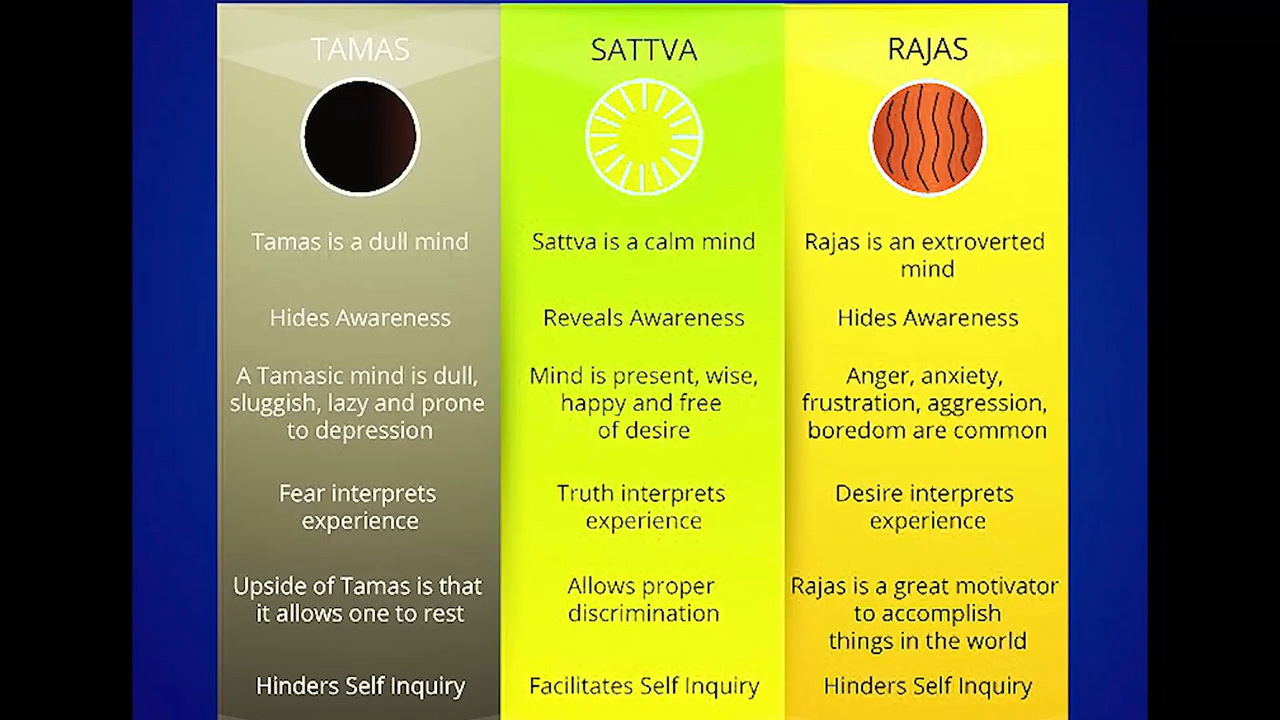 TAMAS
Tamas is a dull mind
Hides Awareness
A Tamasic mind is dull,
sluggish, lazy and prone
to depression
Fear interprets
experience
Upside of Tamas is that
it allows one to rest
Hinders Self Inquiry
SATTVA
Sattva is a calm mind
Reveals Awareness
Mind is present, wise,
happy and free
of desire
Truth interprets
experience
Allows proper
discrimination
Facilitates Self Inquiry
RAJAS
Rajas is an extroverted
mind
Hides Awareness
Anger, anxiety,
frustration, aggression,
boredom are common
Desire interprets
experience
Rajas is a great motivator
to accomplish
things in the world
Hinders Self Inquiry